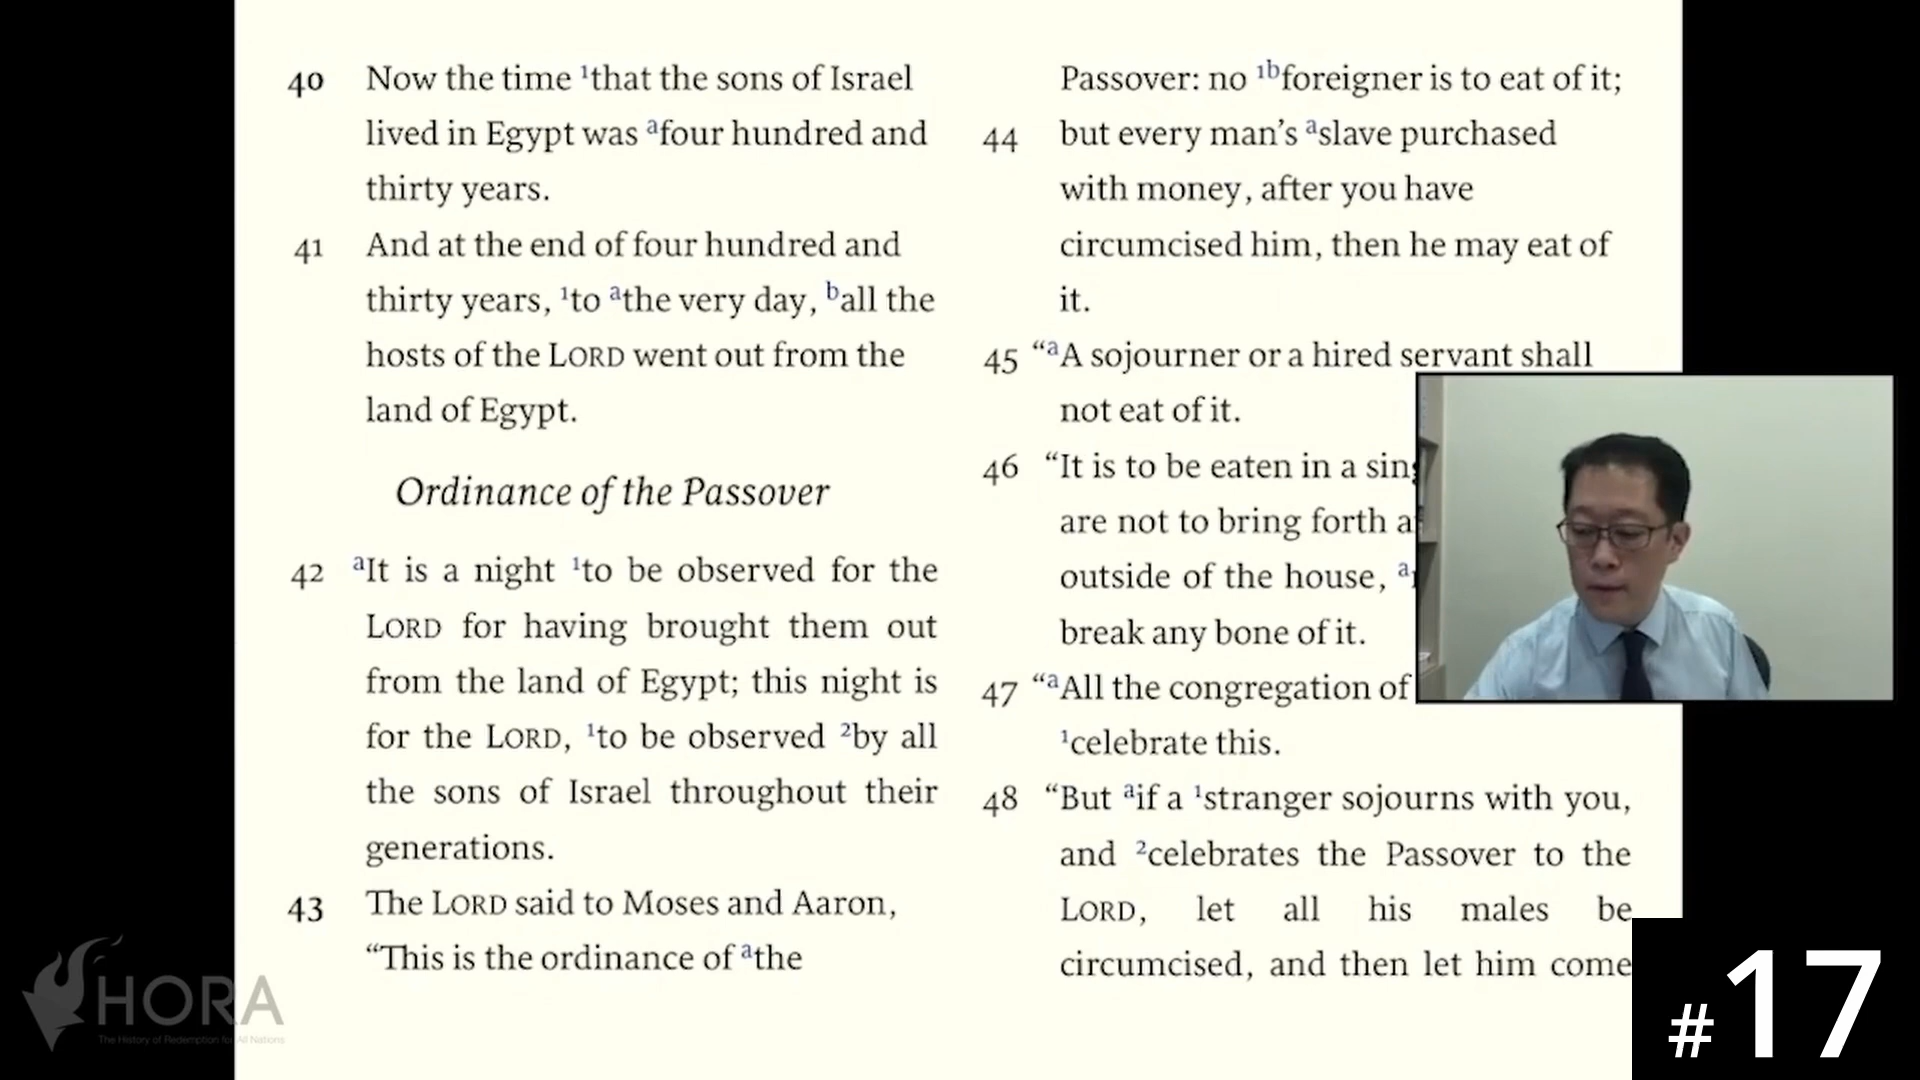 40 Now the time ¹that the sons of Israel
lived in Egypt was ᵃfour hundred and
thirty years.
41 And at the end of four hundred and
thirty years, ¹to ᵃthe very day, ᵇall the
hosts of the LORD went out from the
land of Egypt.
Ordinance of the Passover
42 ᵃIt is a night ¹to be observed for the
LORD for having brought them out
from the land of Egypt; this night is
for the LORD, ¹to be observed ²by all
the sons of Israel throughout their
generations.
43 The LORD said to Moses and Aaron,
“This is the ordinance of ᵃthe
Passover: no ¹ᵇforeigner is to eat of it;
44 but every man’s ᵃslave purchased
with money, after you have
circumcised him, then he may eat of
it.
45 “ᵃA sojourner or a hired servant shall
not eat of it.
46 “It is to be eaten in a
are not to bring forth
outside of the house,
break any bone of it.
47 “ᵃAll the congregation of
¹celebrate this.
48 “But ᵃif a ¹stranger sojourns with you,
and ²celebrates the Passover to the
LORD, let all his males be
circumcised, and then let him come
HORA
The History of Redemption for All Nations
#17